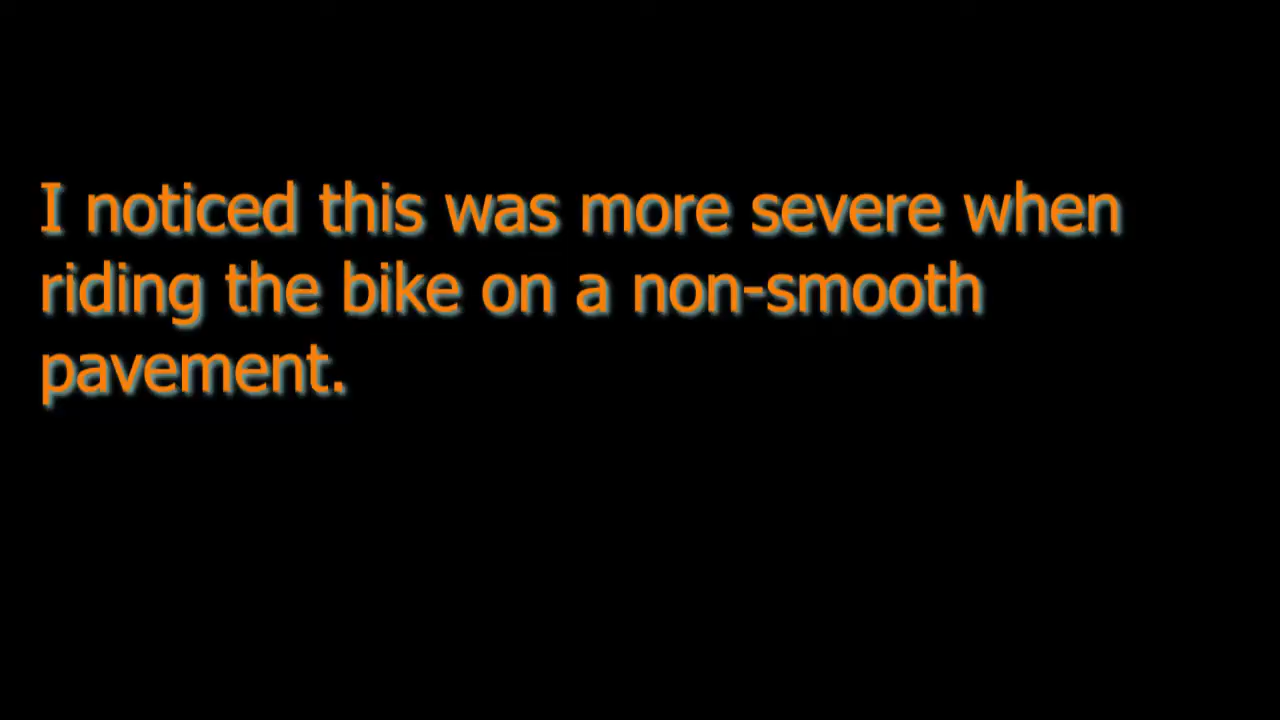 I noticed this was more severe when
riding the bike on a non-smooth
pavement.